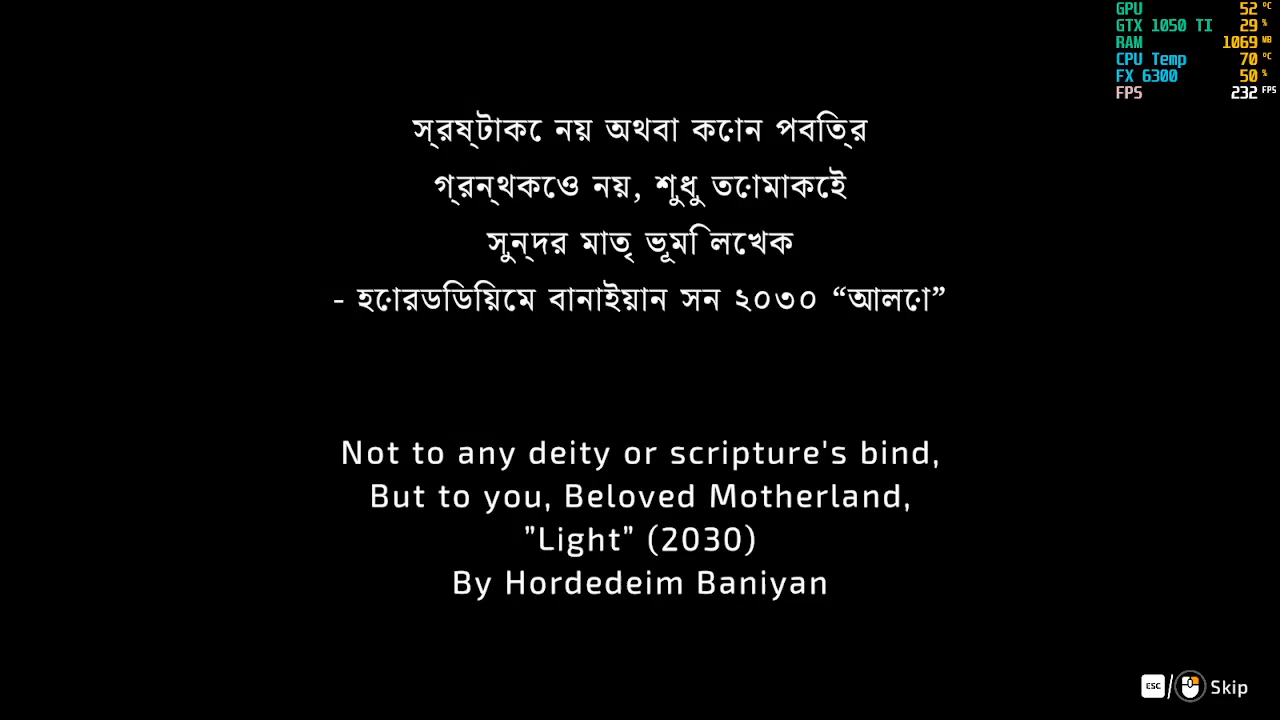 GPU 52 °C
GTX 1050 TI 29 %
RAM 1069 MB
CPU Temp 70 °C
FX 6300 50 %
FPS 232 FPS
স্রষ্টাকে নয় অথবা কোন পবিত্র
গ্রন্থকেও নয়, শুধু তোমাকেই
সুন্দর মাতৃ ভূমি লেখেক
- হোরডেডিয়িমে বানাইয়ান সন ২০৩০ “আলো”
Not to any deity or scripture's bind,
But to you, Beloved Motherland,
”Light” (2030)
By Hordedeim Baniyan
ESC / Skip